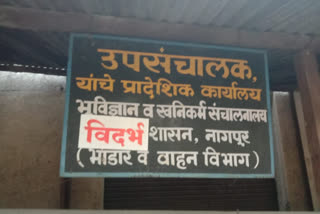 उपसंचालक,
यांचे प्रादेशिक कार्यालय
भूविज्ञान व खनिकर्म संचालनालय
विदर्भ शासन, नागपूर
( भांडार व वाहन विभाग )